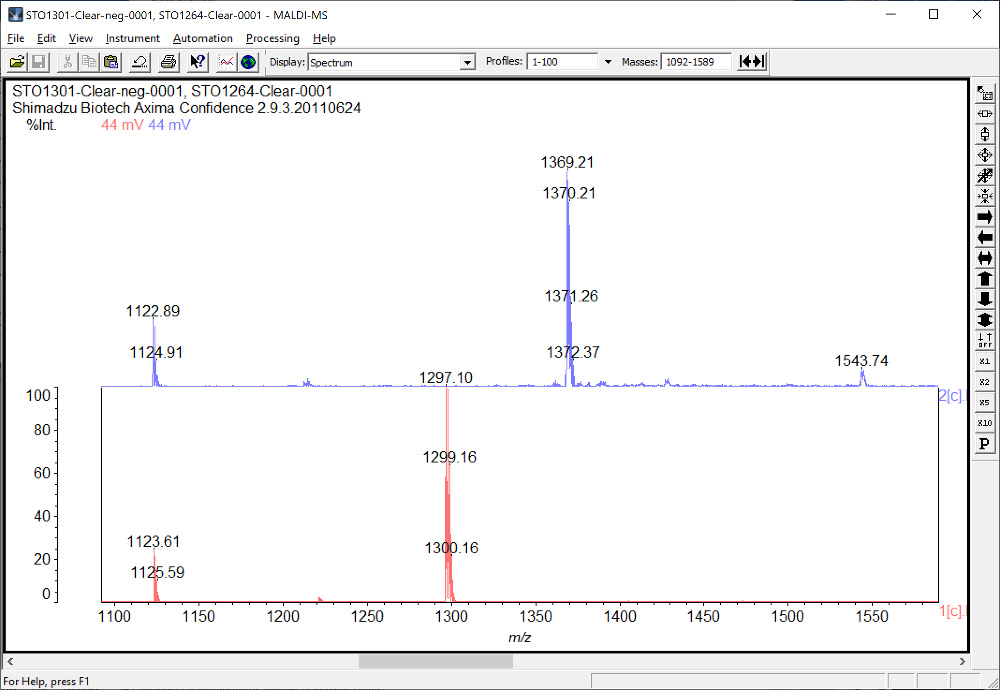 STO1301-Clear-neg-0001, STO1264-Clear-0001 - MALDI-MS
File Edit View Instrument Automation Processing Help
Display: Spectrum Profiles: 1-100 Masses: 1092-1589
STO1301-Clear-neg-0001, STO1264-Clear-0001
Shimadzu Biotech Axima Confidence 2.9.3.20110624
%Int. 44 mV 44 mV
1369.21
1370.21
1371.26
1122.89
1124.91
1372.37
1543.74
1297.10
100
2[c].
80
1299.16
60
40
1123.61
1300.16
20
1125.59
0
1[c].
1100 1150 1200 1250 1300 1350 1400 1450 1500 1550
m/z
OFF
X1
X2
X5
X10
P
For Help, press F1